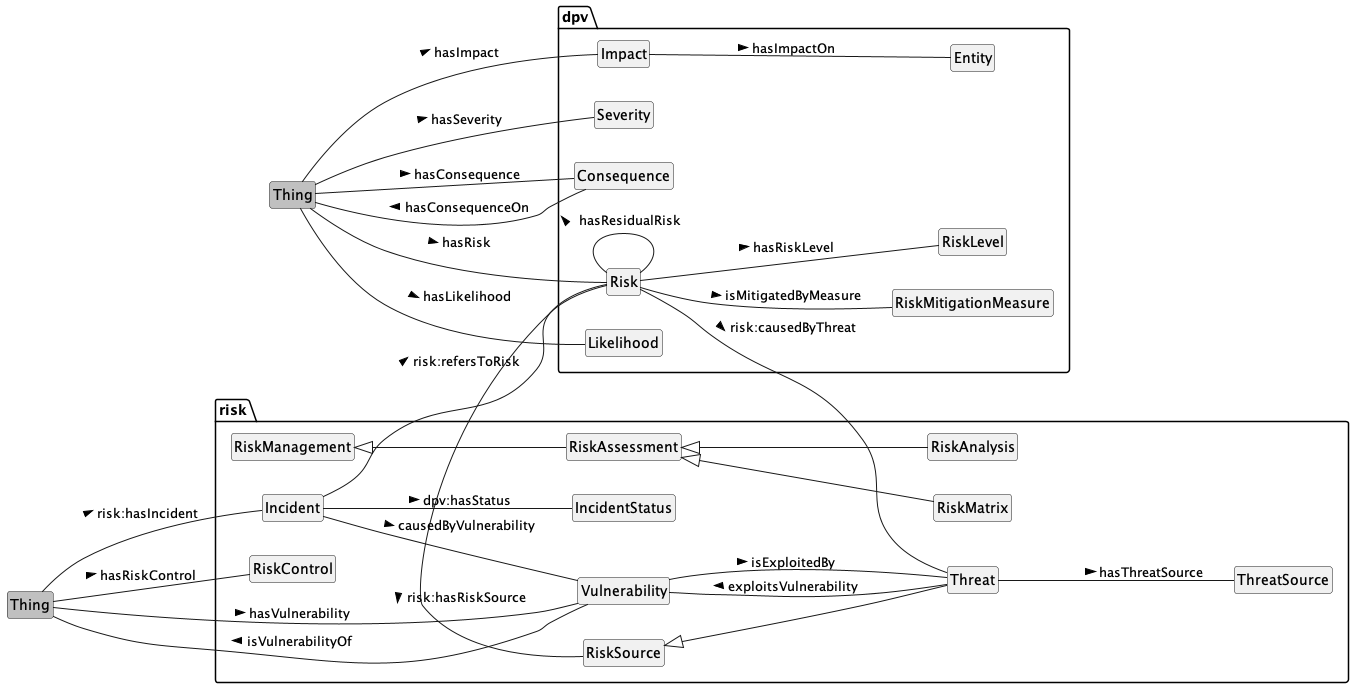 dpv
hasImpact
Impact
hasImpactOn
Entity
hasSeverity
Severity
hasConsequence
Consequence
Thing
hasConsequenceOn
hasResidualRisk
hasRisk
hasRiskLevel
RiskLevel
Risk
hasLikelihood
isMitigatedByMeasure
RiskMitigationMeasure
risk:causedByThreat
Likelihood
risk:refersToRisk
risk
RiskManagement
RiskAssessment
RiskAnalysis
risk:hasIncident
Incident
dpv:hasStatus
IncidentStatus
RiskMatrix
causedByVulnerability
hasRiskControl
RiskControl
isExploitedBy
Thing
Vulnerability
exploitsVulnerability
Threat
hasThreatSource
ThreatSource
risk:hasRiskSource
hasVulnerability
isVulnerabilityOf
RiskSource